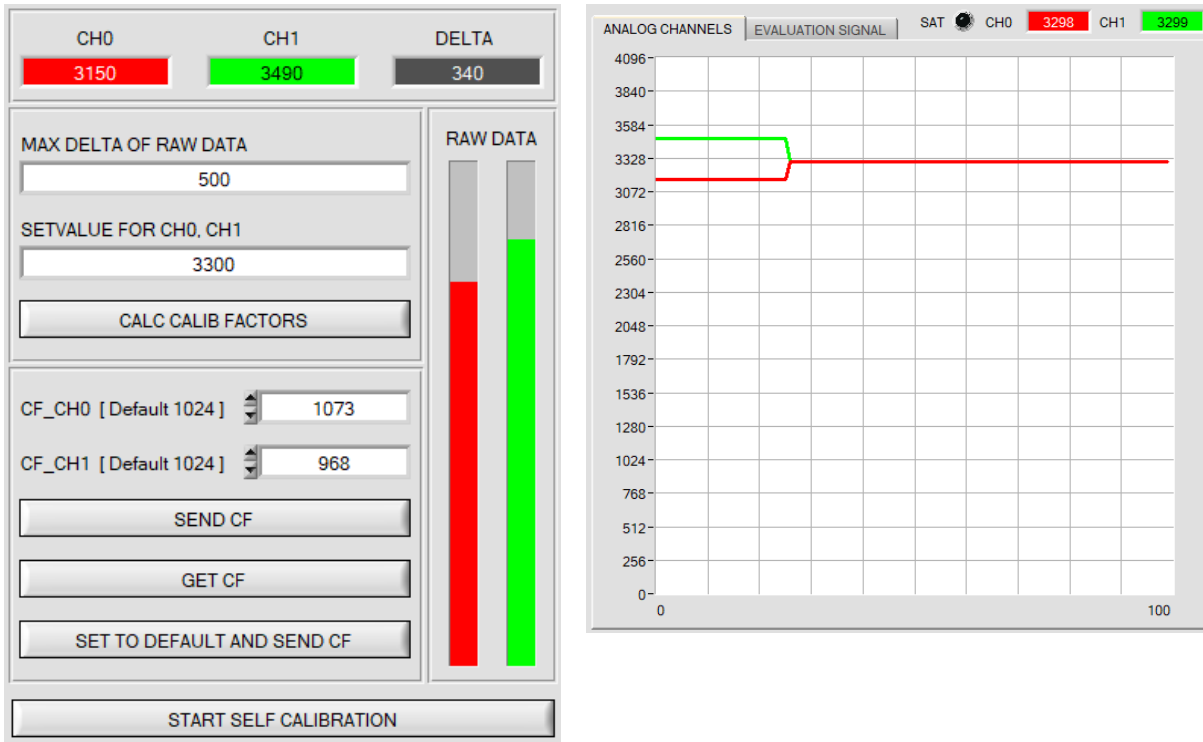 CH0 CH1 DELTA
3150 3490 340
MAX DELTA OF RAW DATA
500
SETVALUE FOR CH0, CH1
3300
CALC CALIB FACTORS
CF_CH0 [ Default 1024 ] 1073
CF_CH1 [ Default 1024 ] 968
SEND CF
GET CF
SET TO DEFAULT AND SEND CF
RAW DATA
START SELF CALIBRATION
ANALOG CHANNELS EVALUATION SIGNAL SAT CH0 3298 CH1 3299
4096
3840
3584
3328
3072
2816
2560
2304
2048
1792
1536
1280
1024
768
512
256
0
0 100